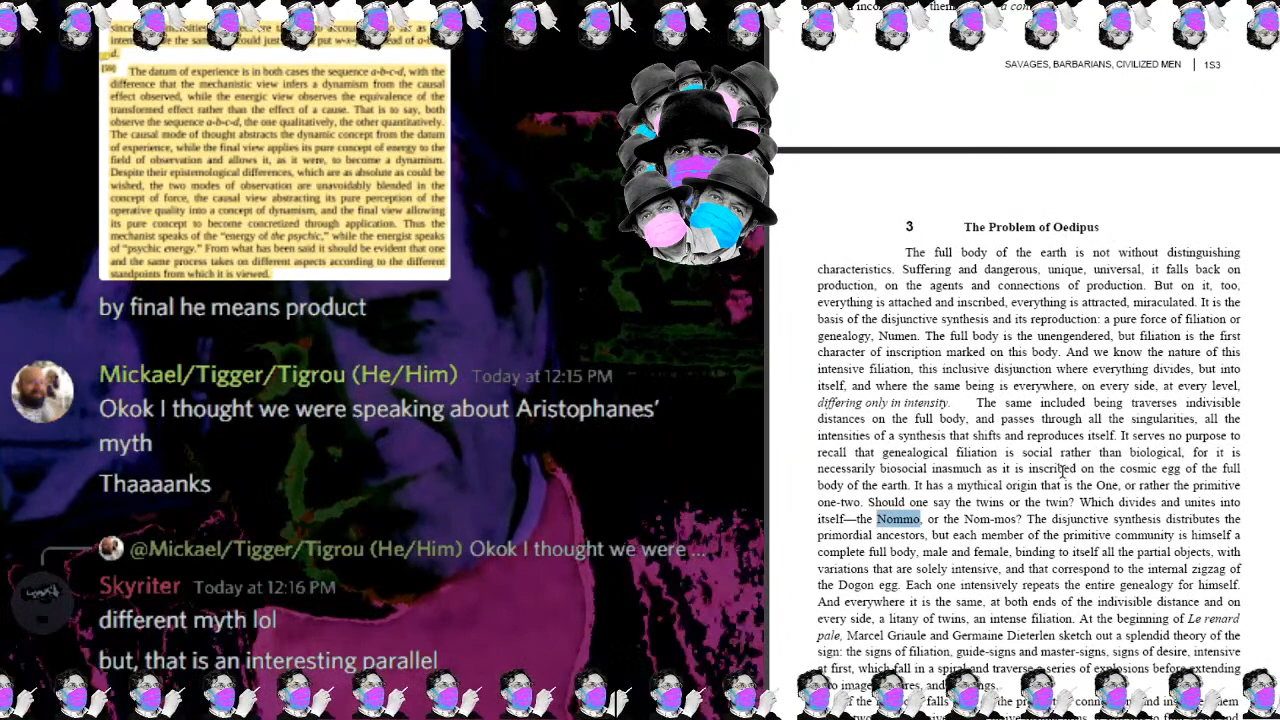 intens
d.
[59]
The datum of experience is in both cases the sequence a-b-c-d, with the
difference that the mechanistic view infers a dynamism from the causal
effect observed, while the energic view observes the equivalence of the
transformed effect rather than the effect of a cause. That is to say, both
observe the sequence a-b-c-d, the one qualitatively, the other quantitatively.
The causal mode of thought abstracts the dynamic concept from the datum
of experience, while the final view applies its pure concept of energy to the
field of observation and allows it, as it were, to become a dynamism.
Despite their epistemological differences, which are as absolute as could be
wished, the two modes of observation are unavoidably blended in the
concept of force, the causal view abstracting its pure perception of the
operative quality into a concept of dynamism, and the final view allowing
its pure concept to become concretized through application. Thus the
mechanist speaks of the "energy of the psychic," while the energist speaks
of "psychic energy." From what has been said it should be evident that one
and the same process takes on different aspects according to the different
standpoints from which it is viewed.
by final he means product
Mickael/Tigger/Tigrou (He/Him) Today at 12:15 PM
Okok I thought we were speaking about Aristophanes'
myth
Thaaaanks
@Mickael/Tigger/Tigrou (He/Him) Okok I thought we were ...
Skyriter Today at 12:16 PM
different myth lol
but, that is an interesting parallel
SAVAGES, BARBARIANS, CIVILIZED MEN | 1S3
3 The Problem of Oedipus
The full body of the earth is not without distinguishing
characteristics. Suffering and dangerous, unique, universal, it falls back on
production, on the agents and connections of production. But on it, too,
everything is attached and inscribed, everything is attracted, miraculated. It is the
basis of the disjunctive synthesis and its reproduction: a pure force of filiation or
genealogy, Numen. The full body is the unengendered, but filiation is the first
character of inscription marked on this body. And we know the nature of this
intensive filiation, this inclusive disjunction where everything divides, but into
itself, and where the same being is everywhere, on every side, at every level,
differing only in intensity. The same included being traverses indivisible
distances on the full body, and passes through all the singularities, all the
intensities of a synthesis that shifts and reproduces itself. It serves no purpose to
recall that genealogical filiation is social rather than biological, for it is
necessarily biosocial inasmuch as it is inscribed on the cosmic egg of the full
body of the earth. It has a mythical origin that is the One, or rather the primitive
one-two. Should one say the twins or the twin? Which divides and unites into
itself—the Nommo, or the Nom-mos? The disjunctive synthesis distributes the
primordial ancestors, but each member of the primitive community is himself a
complete full body, male and female, binding to itself all the partial objects, with
variations that are solely intensive, and that correspond to the internal zigzag of
the Dogon egg. Each one intensively repeats the entire genealogy for himself.
And everywhere it is the same, at both ends of the indivisible distance and on
every side, a litany of twins, an intense filiation. At the beginning of Le renard
pale, Marcel Griaule and Germaine Dieterlen sketch out a splendid theory of the
sign: the signs of filiation, guide-signs and master-signs, signs of desire, intensive
at first, which fall in a spiral and traverse a series of explosions before extending